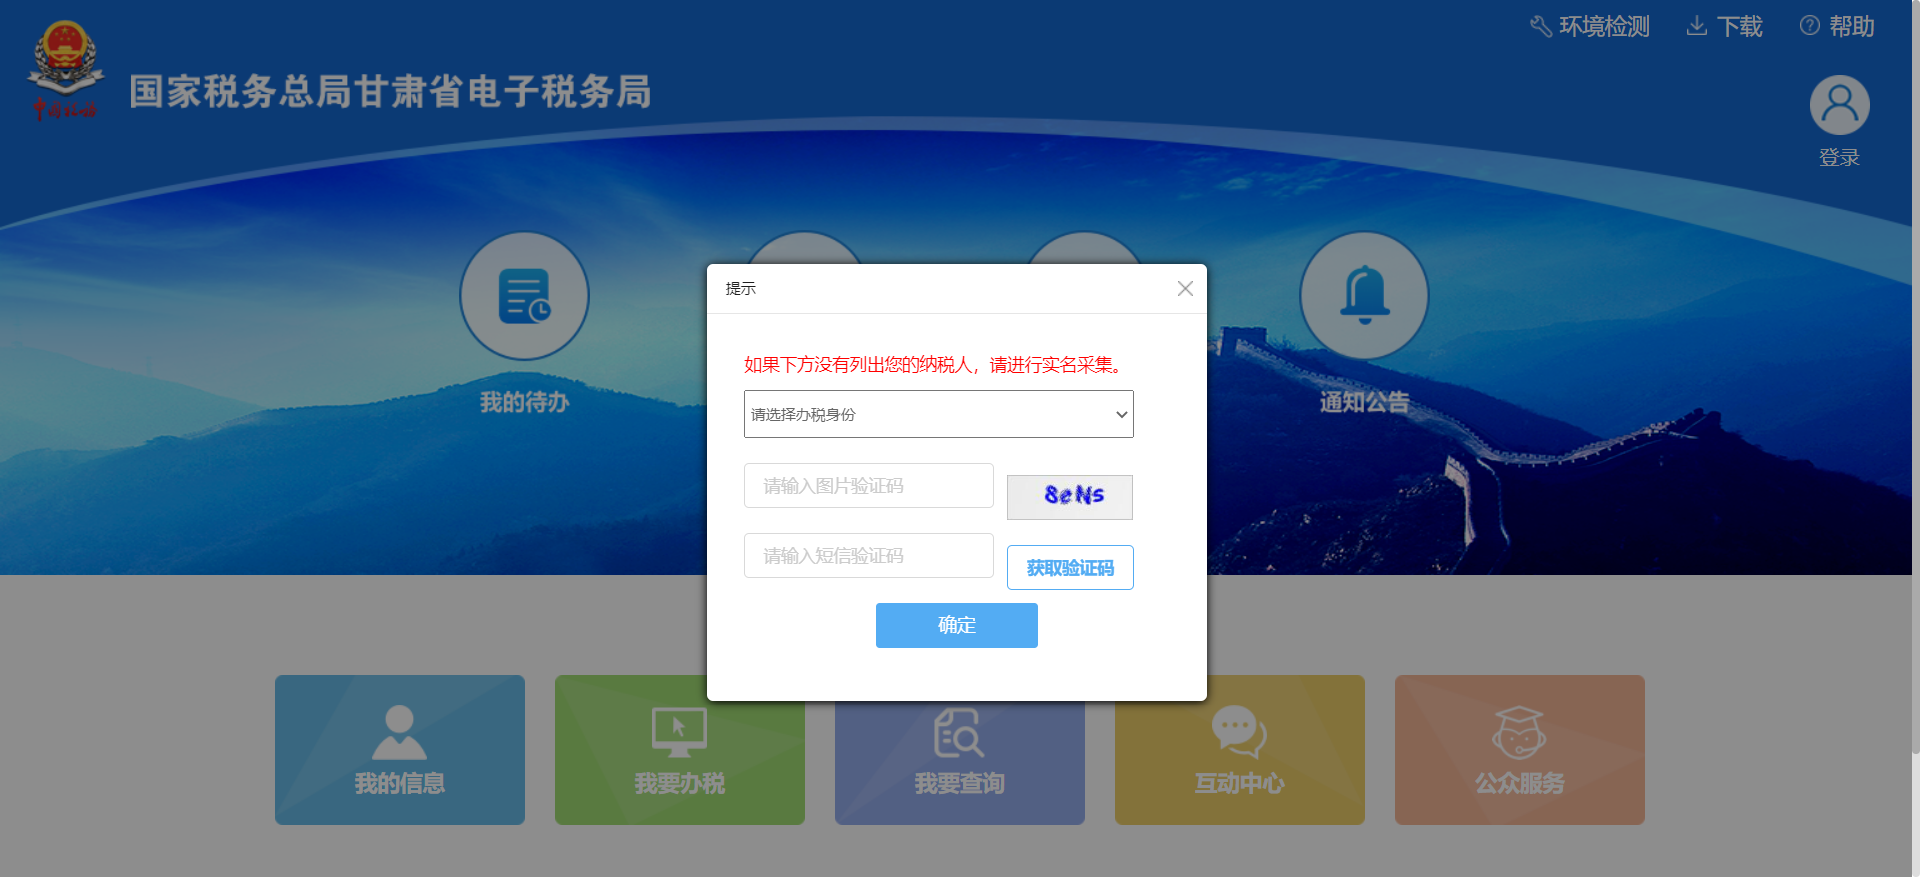 环境检测 下载 帮助
中国税务
国家税务总局甘肃省电子税务局
登录
提示
如果下方没有列出您的纳税人，请进行实名采集。
请选择办税身份
请输入图片验证码 8eNs
请输入短信验证码 获取验证码
确定
我的待办 通知公告
我的信息 我要办税 我要查询 互动中心 公众服务